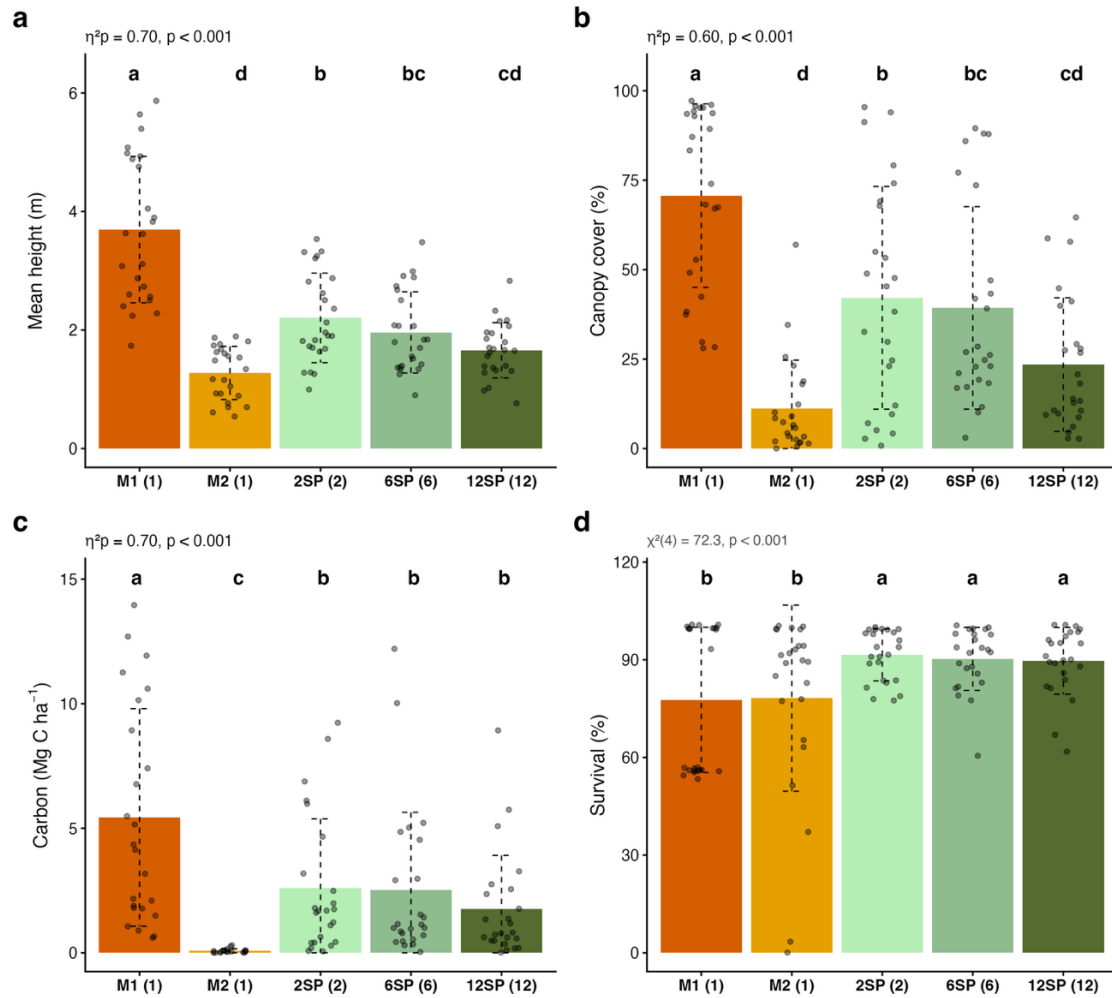 a
η²p = 0.70, p < 0.001
a d b bc cd
6
4
2
0
Mean height (m)
M1 (1) M2 (1) 2SP (2) 6SP (6) 12SP (12)
b
η²p = 0.60, p < 0.001
a d b bc cd
100
75
50
25
0
Canopy cover (%)
M1 (1) M2 (1) 2SP (2) 6SP (6) 12SP (12)
c
η²p = 0.70, p < 0.001
a c b b b
15
10
5
0
Carbon (Mg C ha⁻¹)
M1 (1) M2 (1) 2SP (2) 6SP (6) 12SP (12)
d
χ²(4) = 72.3, p < 0.001
b b a a a
120
90
60
30
0
Survival (%)
M1 (1) M2 (1) 2SP (2) 6SP (6) 12SP (12)